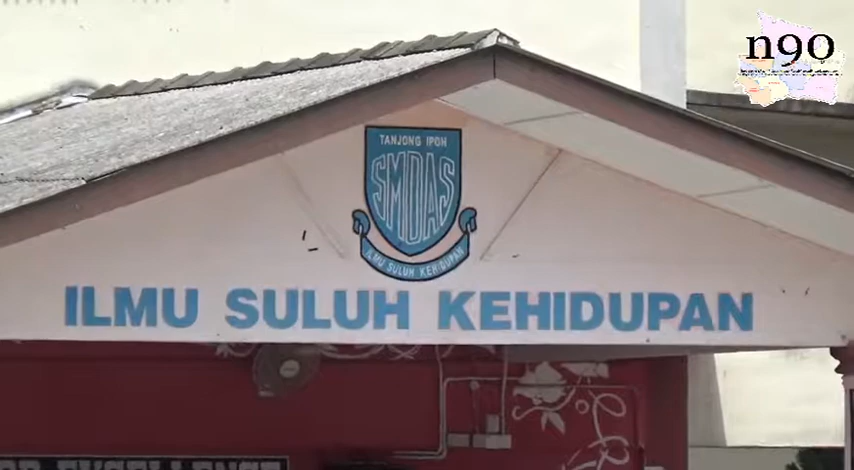 n90
TANJONG IPOH
SMDAS
ILMU SULUH KEHIDUPAN
ILMU SULUH KEHIDUPAN